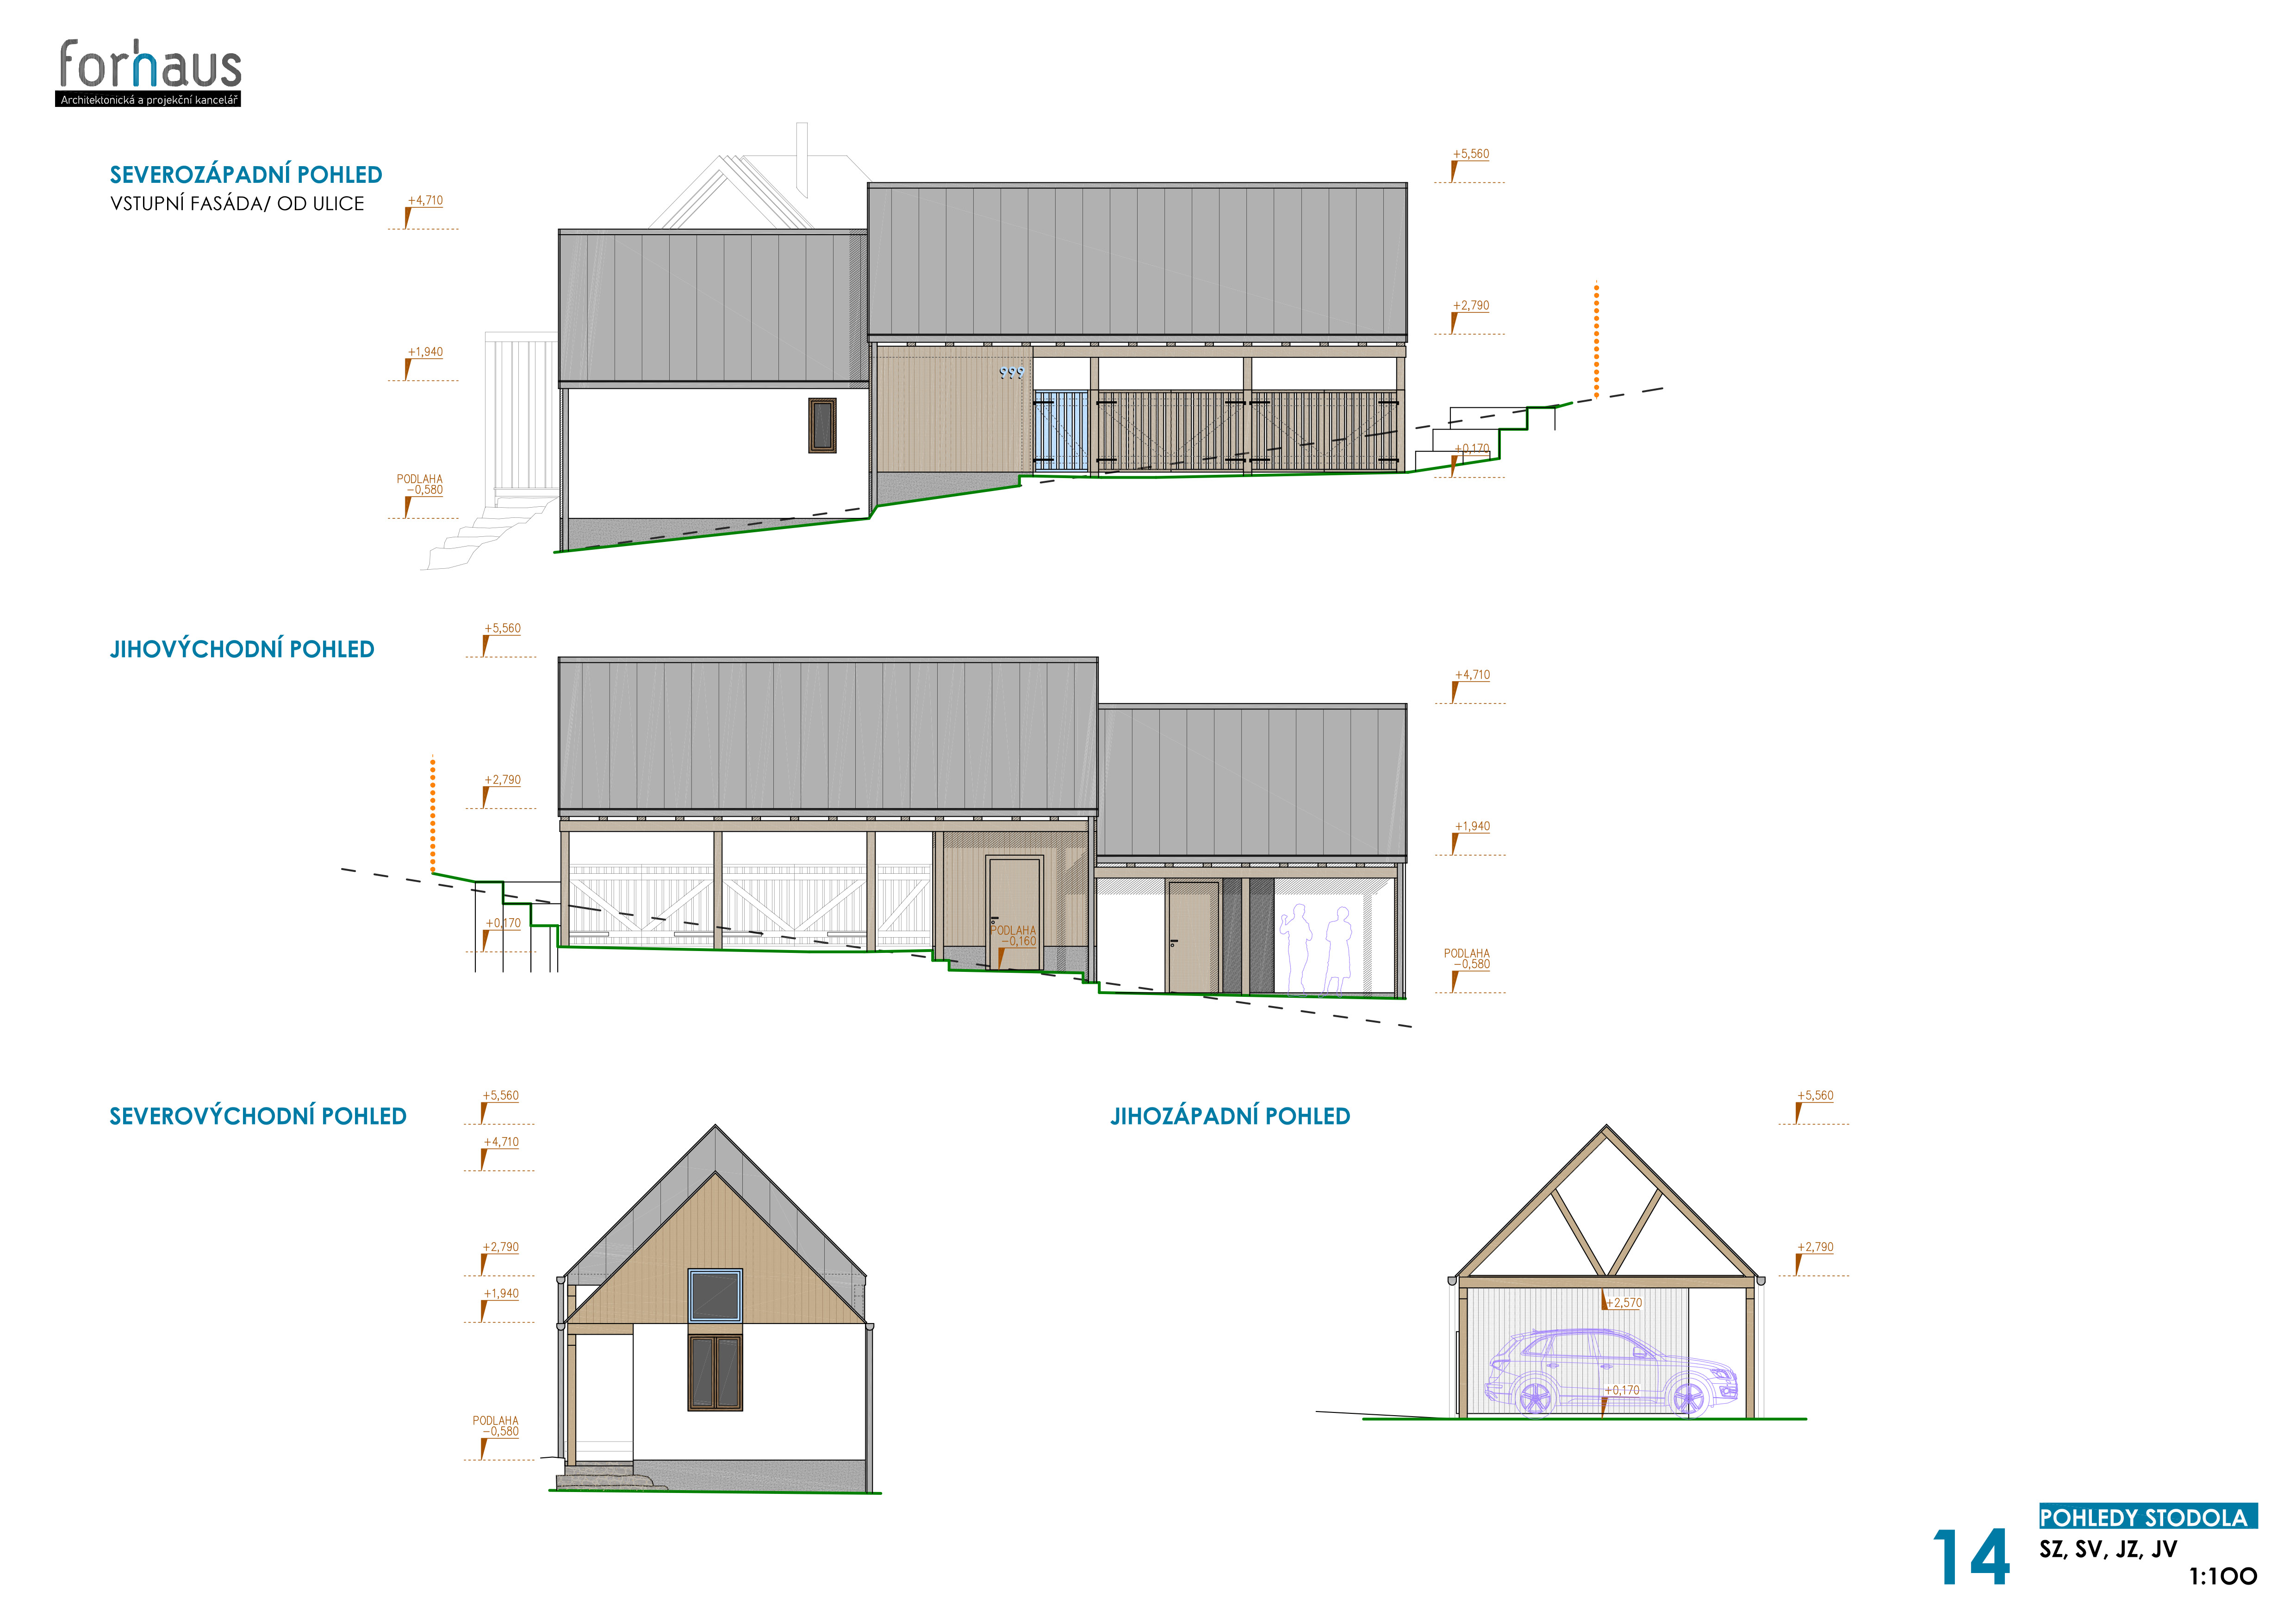 forhaus
Architektonická a projekční kancelář
SEVEROZÁPADNÍ POHLED
VSTUPNÍ FASÁDA/ OD ULICE
+4,710
+1,940
PODLAHA
-0,580
???
+5,560
+2,790
+0,170
JIHOVÝCHODNÍ POHLED
+5,560
+2,790
+0,170
PODLAHA
-0,160
+4,710
+1,940
PODLAHA
-0,580
SEVEROVÝCHODNÍ POHLED
+5,560
+4,710
+2,790
+1,940
PODLAHA
-0,580
JIHOZÁPADNÍ POHLED
+5,560
+2,790
+2,570
+0,170
14
POHLEDY STODOLA
SZ, SV, JZ, JV
1:100